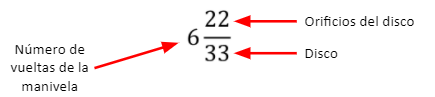 Número de
vueltas de la
manivela
6 22/33
Orificios del disco
Disco